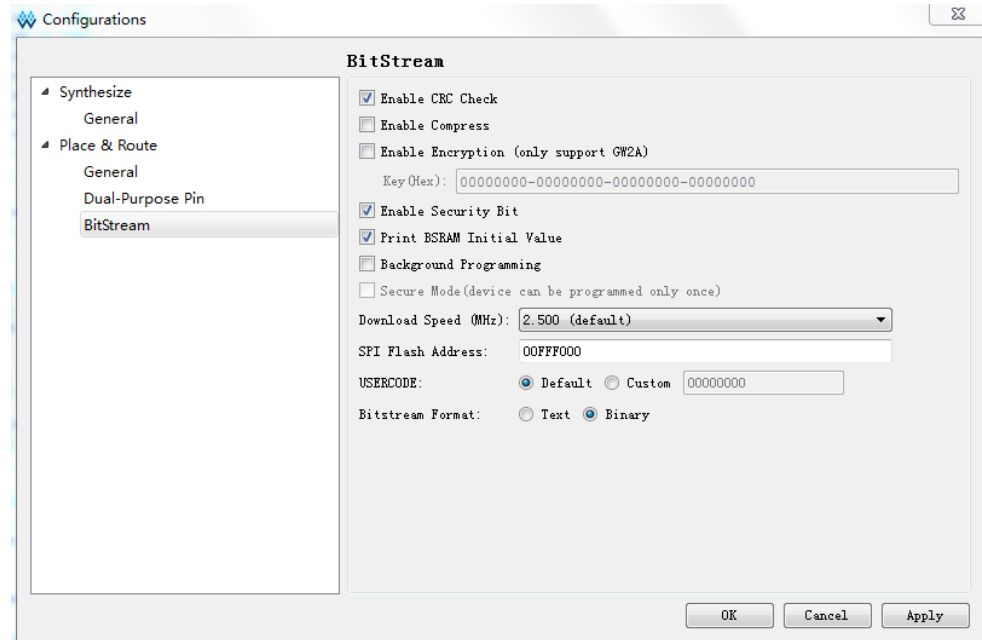 Configurations
BitStream
Synthesize
General
Place & Route
General
Dual-Purpose Pin
BitStream
Enable CRC Check
Enable Compress
Enable Encryption (only support GW2A)
Key(Hex): 00000000-00000000-00000000-00000000
Enable Security Bit
Print BSRAM Initial Value
Background Programming
Secure Mode(device can be programmed only once)
Download Speed (MHz): 2.500 (default)
SPI Flash Address: 00FFF000
USERCODE: Default Custom 00000000
Bitstream Format: Text Binary
OK Cancel Apply